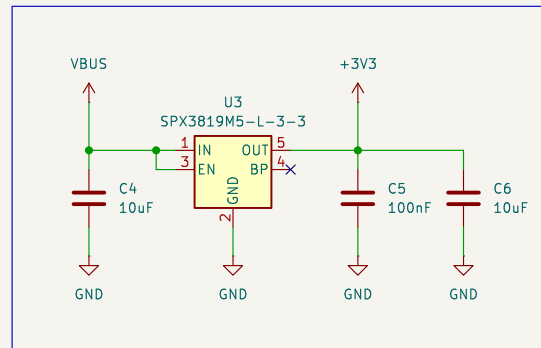 VBUS
+3V3
U3
SPX3819M5-L-3-3
1 IN OUT 5
3 EN BP 4
GND
2
C4
10uF
C5
100nF
C6
10uF
GND GND GND GND